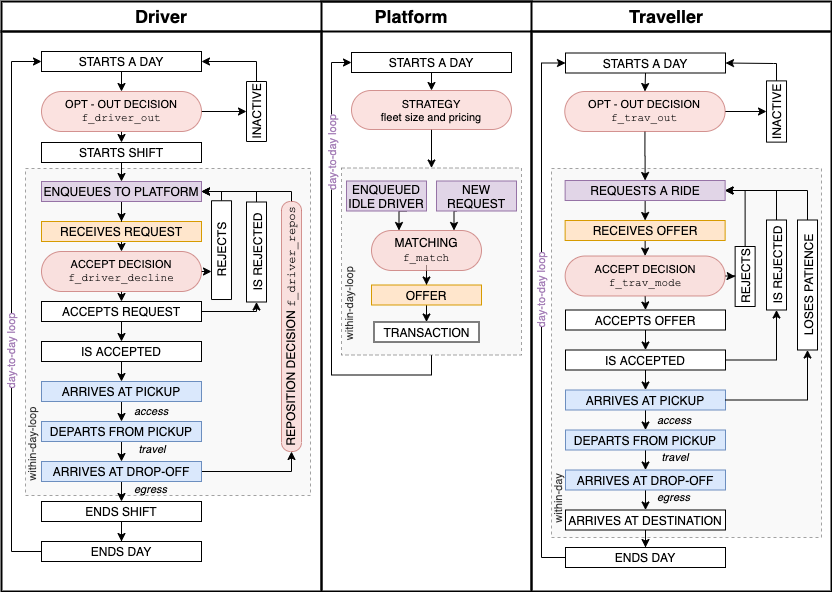 Driver
STARTS A DAY
OPT - OUT DECISION
f_driver_out
INACTIVE
STARTS SHIFT
ENQUEUES TO PLATFORM
RECEIVES REQUEST
ACCEPT DECISION
f_driver_decline
REJECTS
IS REJECTED
REPOSITION DECISION f_driver_repos
ACCEPTS REQUEST
IS ACCEPTED
ARRIVES AT PICKUP
access
DEPARTS FROM PICKUP
travel
ARRIVES AT DROP-OFF
egress
ENDS SHIFT
ENDS DAY
day-to-day loop
within-day-loop
Platform
STARTS A DAY
STRATEGY
fleet size and pricing
day-to-day loop
ENQUEUED
IDLE DRIVER
NEW
REQUEST
MATCHING
f_match
OFFER
TRANSACTION
within-day-loop
Traveller
STARTS A DAY
OPT - OUT DECISION
f_trav_out
INACTIVE
REQUESTS A RIDE
RECEIVES OFFER
ACCEPT DECISION
f_trav_mode
REJECTS
IS REJECTED
LOSES PATIENCE
ACCEPTS OFFER
IS ACCEPTED
ARRIVES AT PICKUP
access
DEPARTS FROM PICKUP
travel
ARRIVES AT DROP-OFF
egress
ARRIVES AT DESTINATION
ENDS DAY
day-to-day loop
within-day